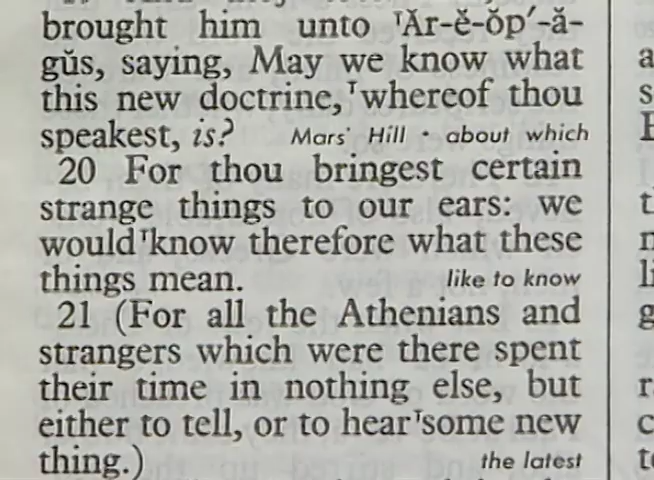 brought him unto ᵀĂr-ĕ-ŏp′-ă-
gŭs, saying, May we know what
this new doctrine,ᵀwhereof thou
speakest, is? Mars' Hill · about which
20 For thou bringest certain
strange things to our ears: we
wouldᵀknow therefore what these
things mean. like to know
21 (For all the Athenians and
strangers which were there spent
their time in nothing else, but
either to tell, or to hearᵀsome new
thing.) the latest